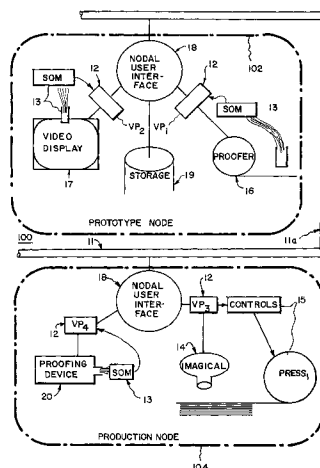 18
12
NODAL
USER
INTER-
FACE
12
102
SOM
13
SOM
13
VP2
VP1
VIDEO
DISPLAY
17
STORAGE
19
PROOFER
16
PROTOTYPE NODE
100
11
11a
18
NODAL
USER
INTERFACE
12
12
VP4
VP3
CONTROLS
15
PROOFING
DEVICE
20
SOM
13
14
IMAGICAL
PRESS1
PRODUCTION NODE
104